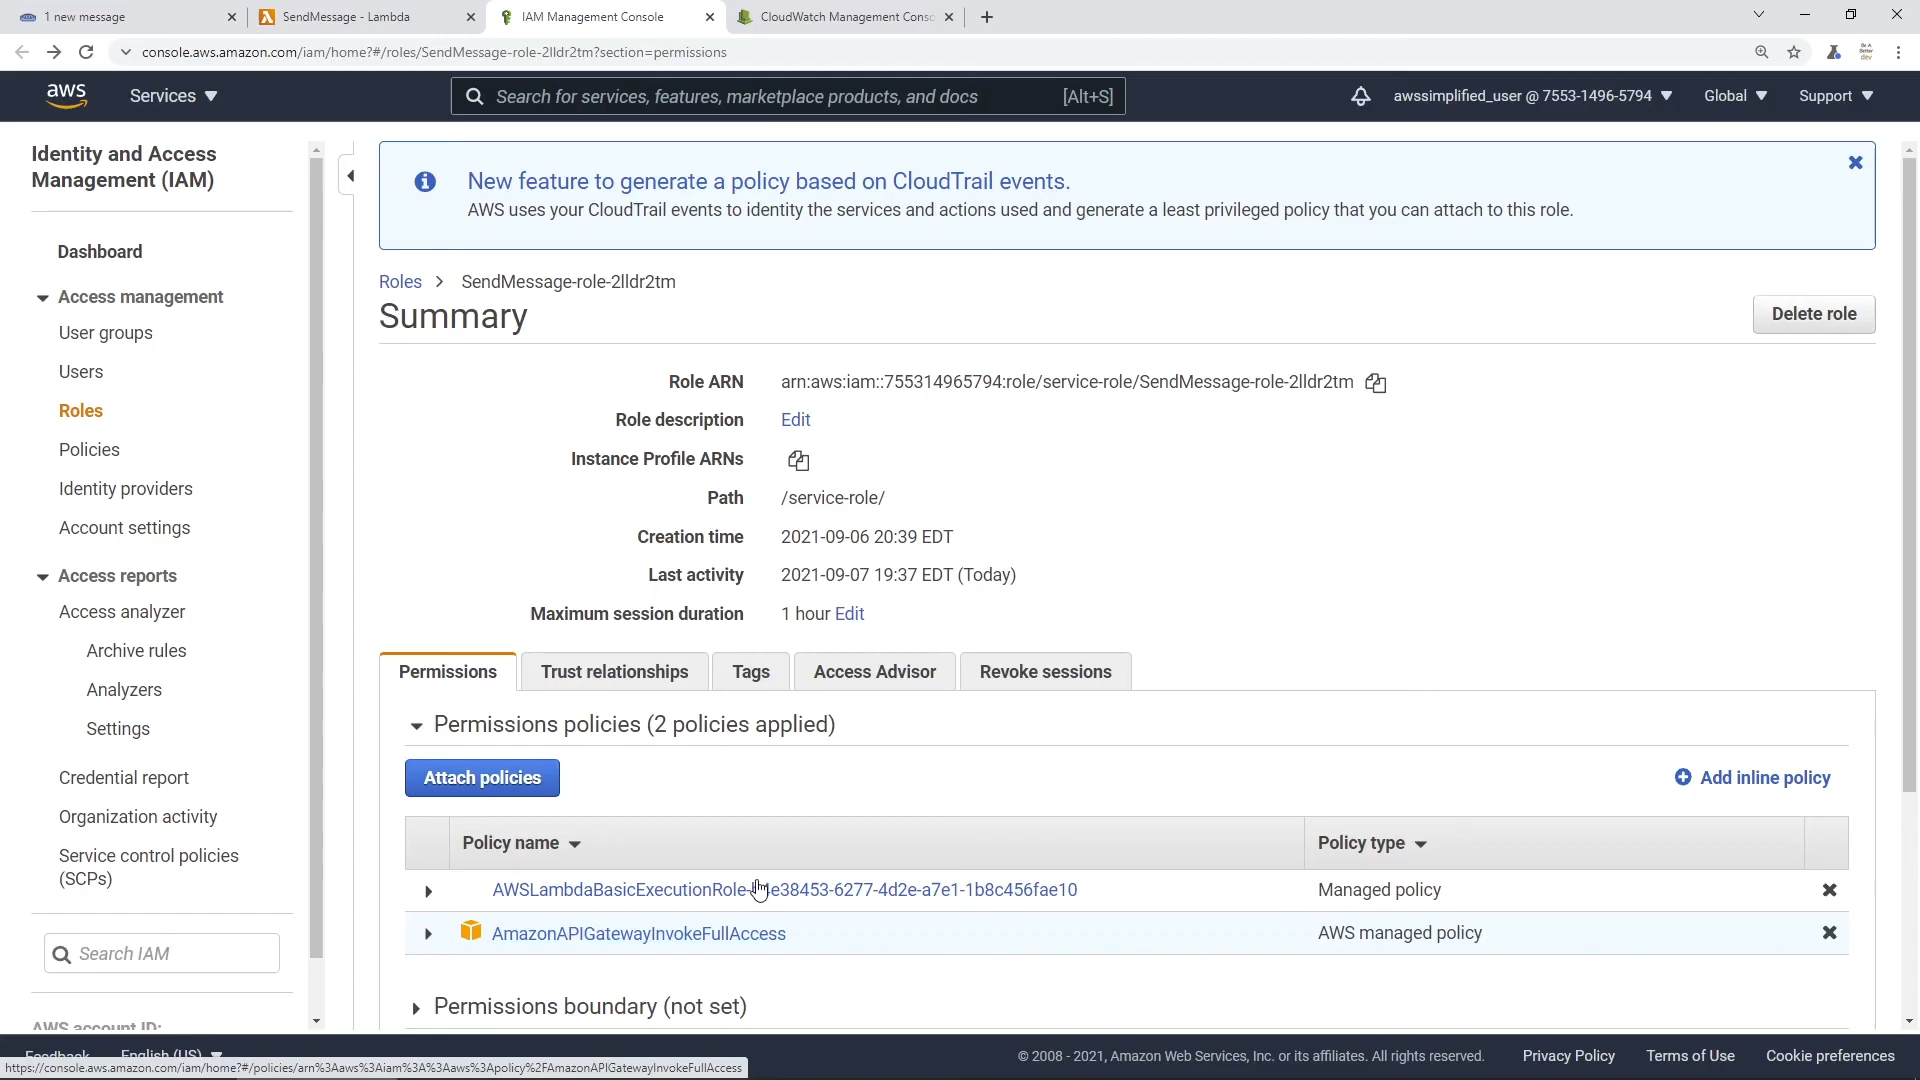 1 new message
SendMessage - Lambda
IAM Management Console
CloudWatch Management Conso
console.aws.amazon.com/iam/home?#/roles/SendMessage-role-2lldr2tm?section=permissions
aws
Services
Search for services, features, marketplace products, and docs
[Alt+S]
awssimplified_user @ 7553-1496-5794
Global
Support
Identity and Access
Management (IAM)
Dashboard
Access management
User groups
Users
Roles
Policies
Identity providers
Account settings
Access reports
Access analyzer
Archive rules
Analyzers
Settings
Credential report
Organization activity
Service control policies
(SCPs)
Search IAM
AWS account ID:
New feature to generate a policy based on CloudTrail events.
AWS uses your CloudTrail events to identity the services and actions used and generate a least privileged policy that you can attach to this role.
Roles > SendMessage-role-2lldr2tm
Summary
Delete role
Role ARN arn:aws:iam::755314965794:role/service-role/SendMessage-role-2lldr2tm
Role description Edit
Instance Profile ARNs
Path /service-role/
Creation time 2021-09-06 20:39 EDT
Last activity 2021-09-07 19:37 EDT (Today)
Maximum session duration 1 hour Edit
Permissions
Trust relationships
Tags
Access Advisor
Revoke sessions
Permissions policies (2 policies applied)
Attach policies
Add inline policy
Policy name
Policy type
Managed policy
AmazonAPIGatewayInvokeFullAccess
AWS managed policy
Permissions boundary (not set)
Feedback
English (US)
© 2008 - 2021, Amazon Web Services, Inc. or its affiliates. All rights reserved.
Privacy Policy
Terms of Use
Cookie preferences
https://console.aws.amazon.com/iam/home?#/policies/arn%3Aaws%3Aiam%3A%3Aaws%3Apolicy%2FAmazonAPIGatewayInvokeFullAccess